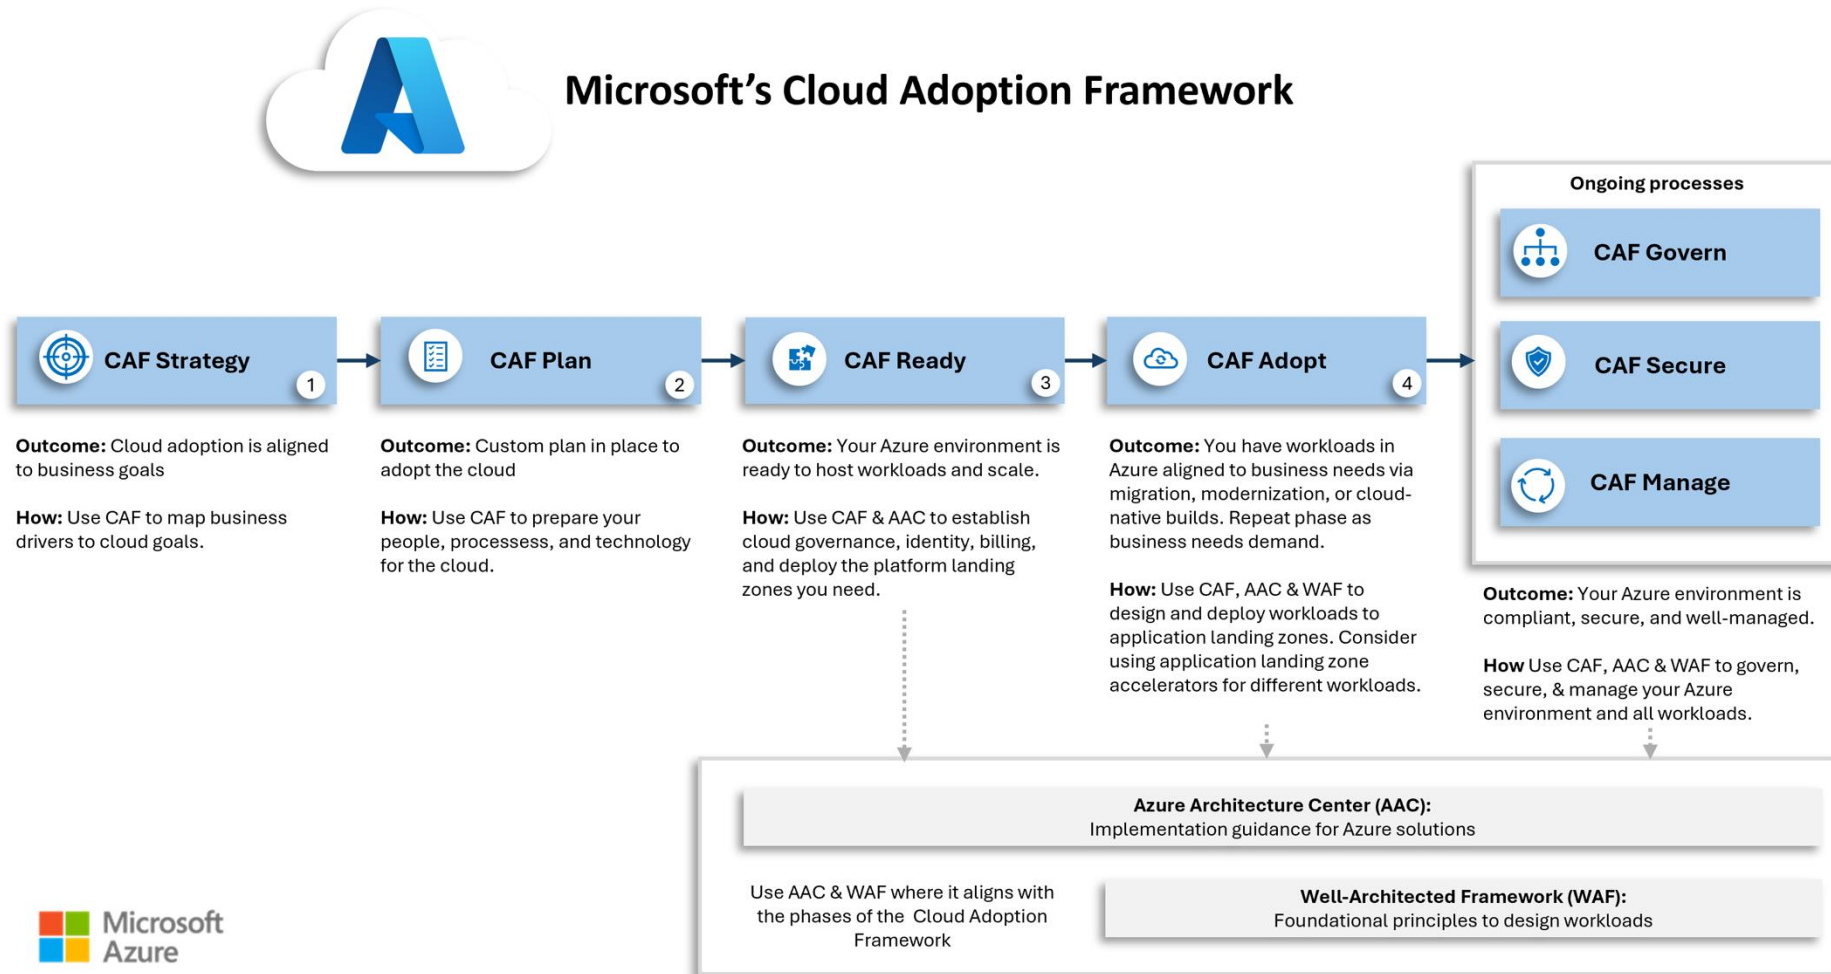 Microsoft's Cloud Adoption Framework
CAF Strategy
1
Outcome: Cloud adoption is aligned
to business goals
How: Use CAF to map business
drivers to cloud goals.
CAF Plan
2
Outcome: Custom plan in place to
adopt the cloud
How: Use CAF to prepare your
people, processess, and technology
for the cloud.
CAF Ready
3
Outcome: Your Azure environment is
ready to host workloads and scale.
How: Use CAF & AAC to establish
cloud governance, identity, billing,
and deploy the platform landing
zones you need.
CAF Adopt
4
Outcome: You have workloads in
Azure aligned to business needs via
migration, modernization, or cloud-
native builds. Repeat phase as
business needs demand.
How: Use CAF, AAC & WAF to
design and deploy workloads to
application landing zones. Consider
using application landing zone
accelerators for different workloads.
Ongoing processes
CAF Govern
CAF Secure
CAF Manage
Outcome: Your Azure environment is
compliant, secure, and well-managed.
How Use CAF, AAC & WAF to govern,
secure, & manage your Azure
environment and all workloads.
Azure Architecture Center (AAC):
Implementation guidance for Azure solutions
Use AAC & WAF where it aligns with
the phases of the Cloud Adoption
Framework
Well-Architected Framework (WAF):
Foundational principles to design workloads
Microsoft
Azure